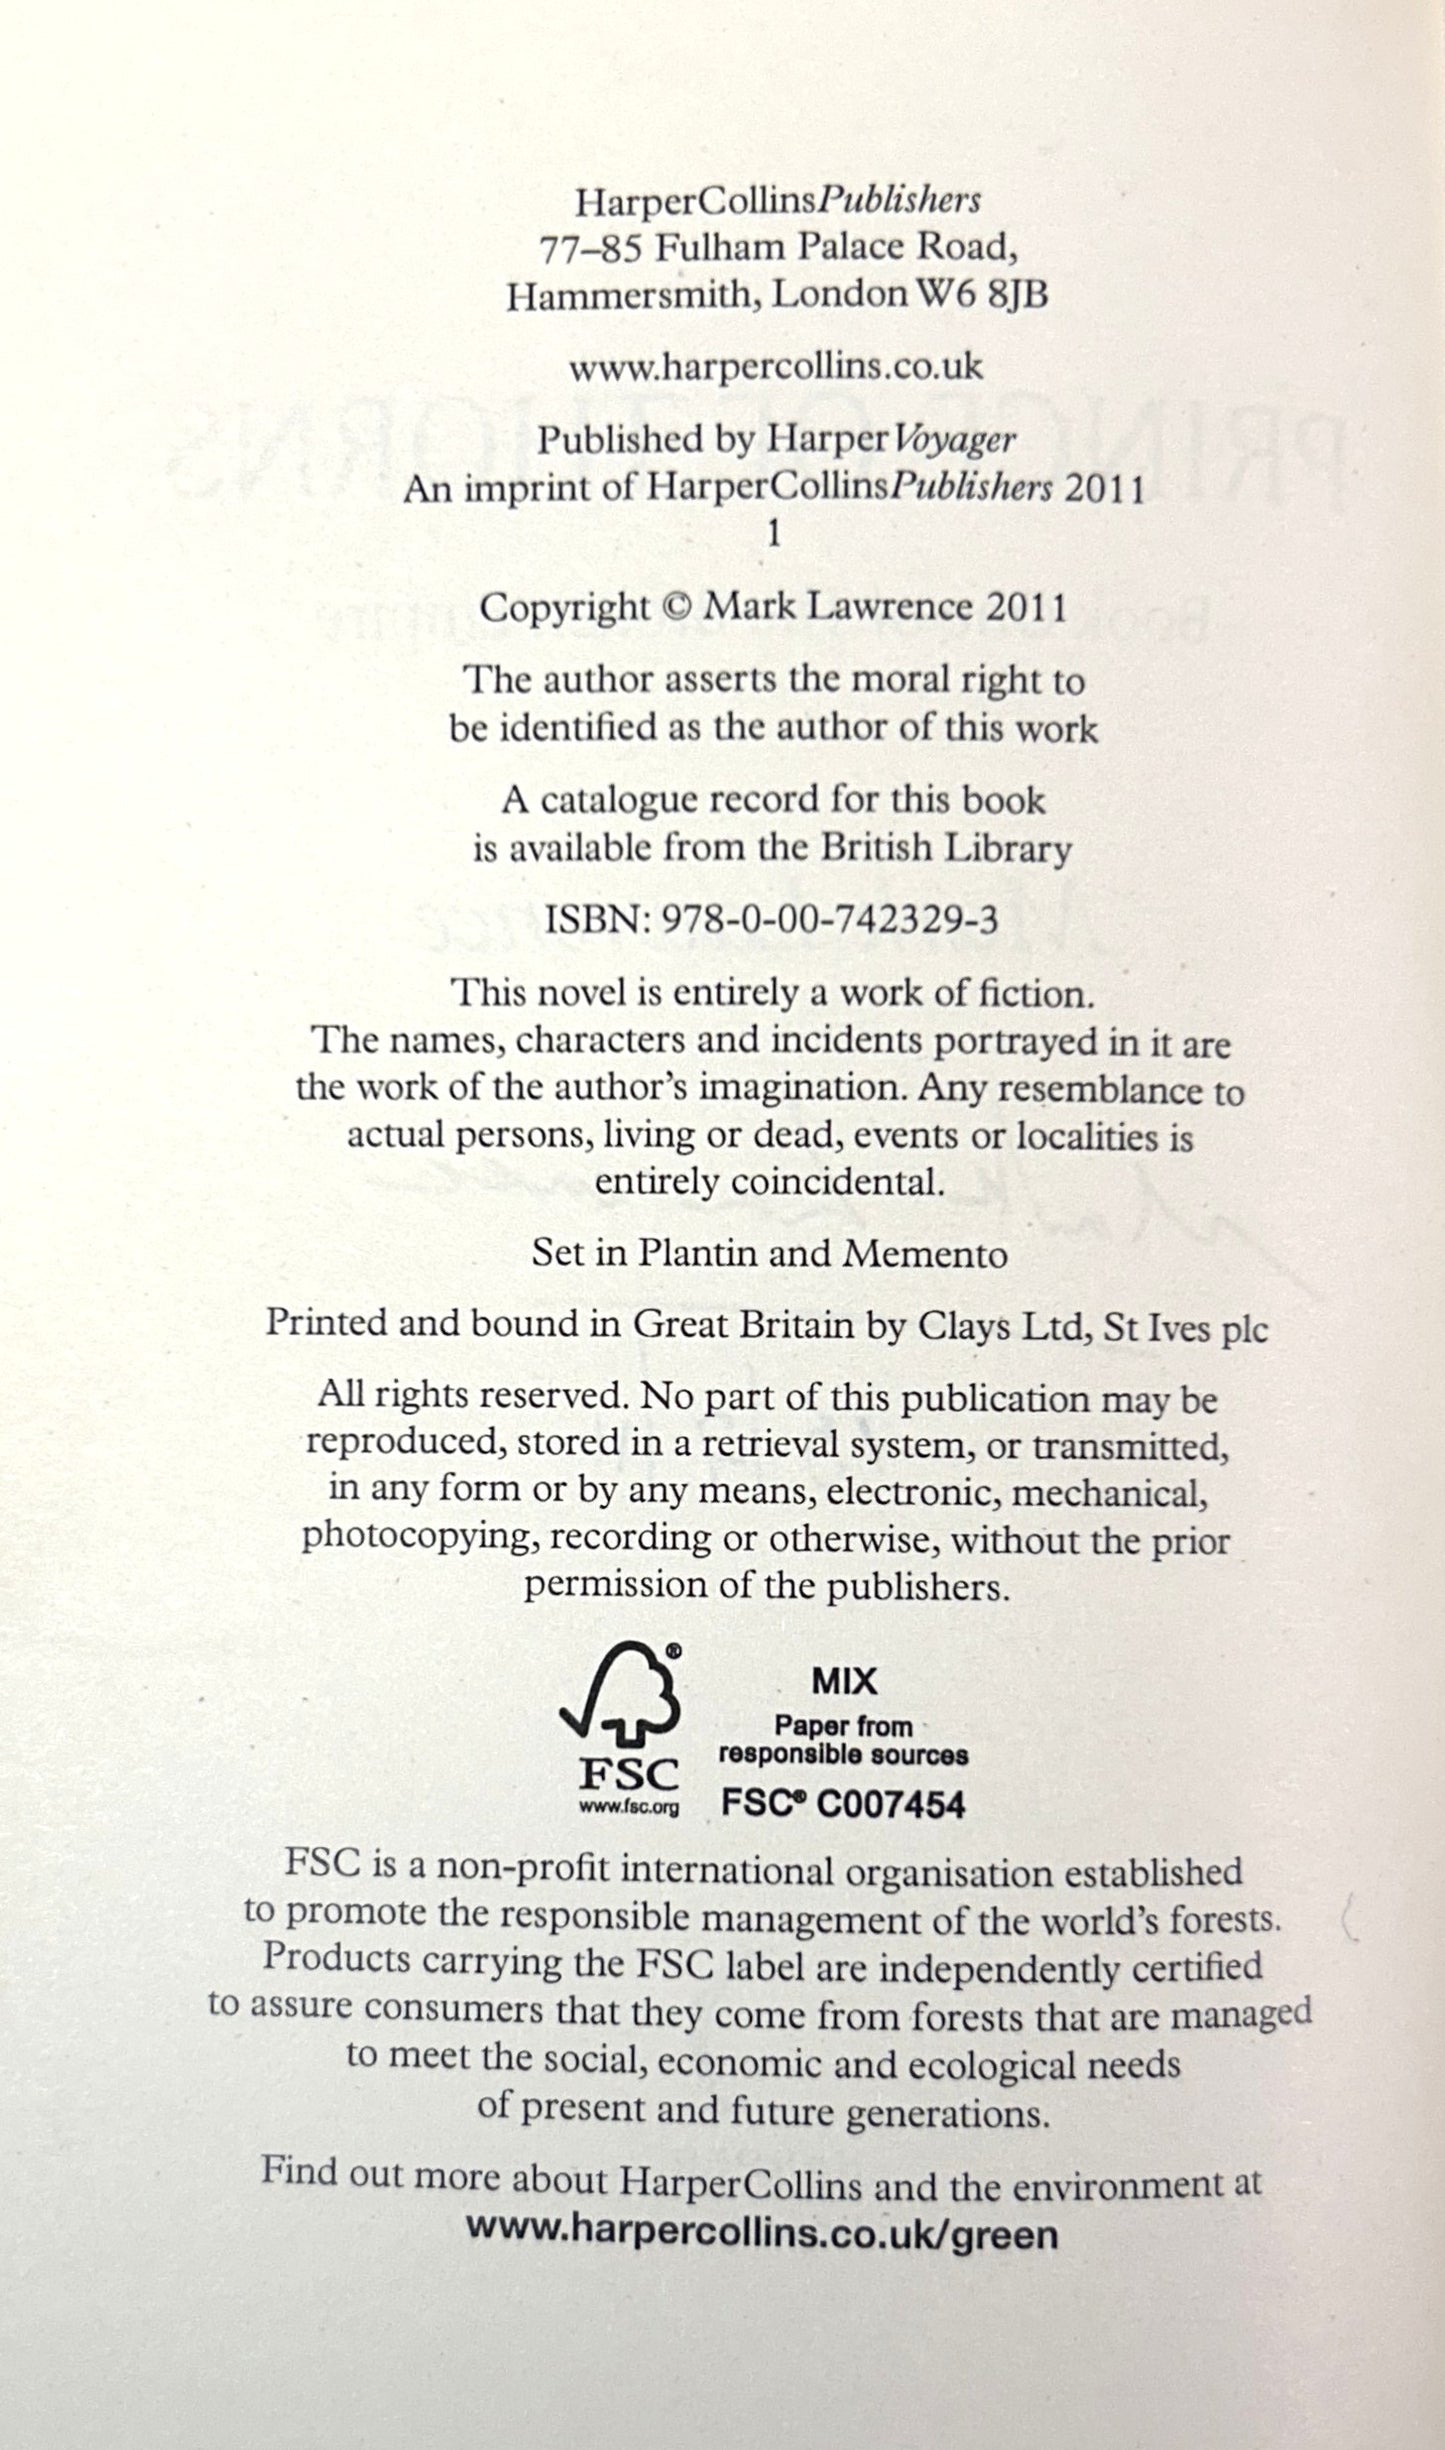 HarperCollinsPublishers
77–85 Fulham Palace Road,
Hammersmith, London W6 8JB
www.harpercollins.co.uk
Published by HarperVoyager
An imprint of HarperCollinsPublishers 2011
1
Copyright © Mark Lawrence 2011
The author asserts the moral right to
be identified as the author of this work
A catalogue record for this book
is available from the British Library
ISBN: 978-0-00-742329-3
This novel is entirely a work of fiction.
The names, characters and incidents portrayed in it are
the work of the author’s imagination. Any resemblance to
actual persons, living or dead, events or localities is
entirely coincidental.
Set in Plantin and Memento
Printed and bound in Great Britain by Clays Ltd, St Ives plc
All rights reserved. No part of this publication may be
reproduced, stored in a retrieval system, or transmitted,
in any form or by any means, electronic, mechanical,
photocopying, recording or otherwise, without the prior
permission of the publishers.
®
FSC
www.fsc.org
MIX
Paper from
responsible sources
FSC® C007454
FSC is a non-profit international organisation established
to promote the responsible management of the world’s forests.
Products carrying the FSC label are independently certified
to assure consumers that they come from forests that are managed
to meet the social, economic and ecological needs
of present and future generations.
Find out more about HarperCollins and the environment at
www.harpercollins.co.uk/green